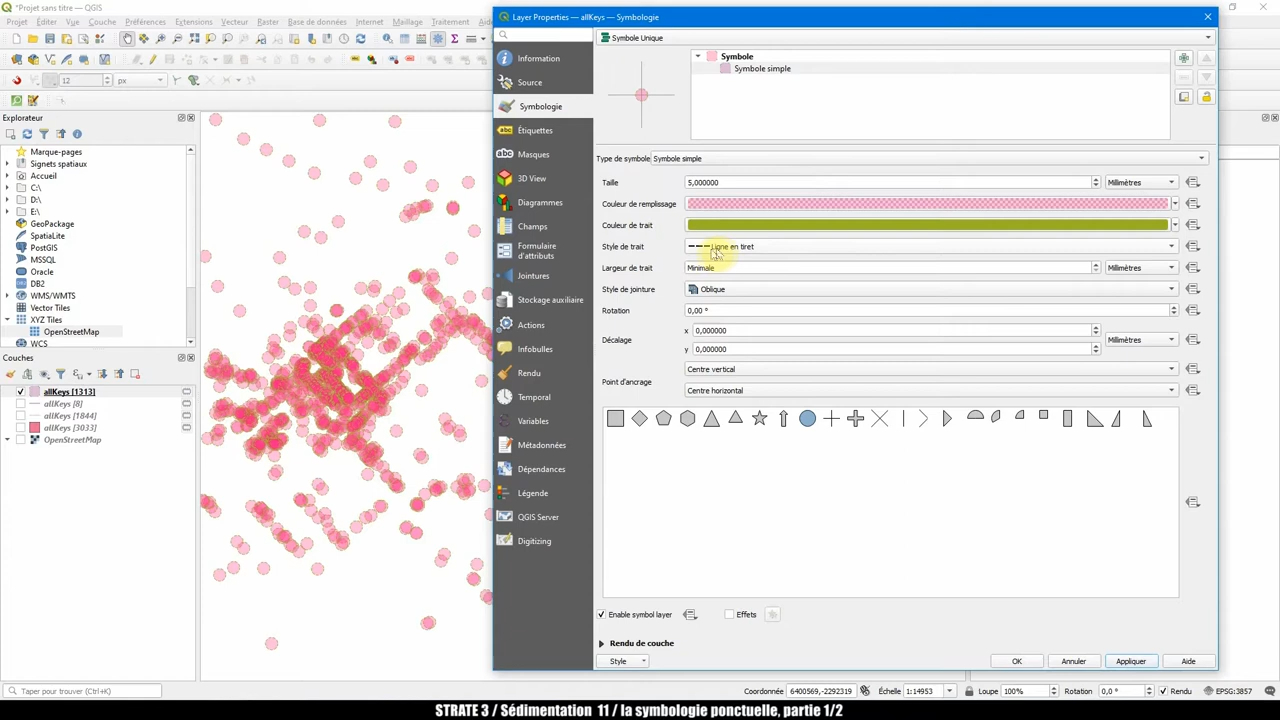 *Projet sans titre — QGIS
Projet Éditer Vue Couche Préférences Extensions Vecteur Raster Base de données Internet Maillage Traitement Aide
12 px
Explorateur
Marque-pages
Signets spatiaux
Accueil
C:\
D:\
E:\
GeoPackage
SpatiaLite
PostGIS
MSSQL
Oracle
DB2
WMS/WMTS
Vector Tiles
XYZ Tiles
OpenStreetMap
WCS
Couches
allKeys [1313]
allKeys [8]
allKeys [1844]
allKeys [3033]
OpenStreetMap
Layer Properties — allKeys — Symbologie
Information
Source
Symbologie
Étiquettes
Masques
3D View
Diagrammes
Champs
Formulaire
d'attributs
Jointures
Stockage auxiliaire
Actions
Infobulles
Rendu
Temporal
Variables
Métadonnées
Dépendances
Légende
QGIS Server
Digitizing
Symbole Unique
Symbole
Symbole simple
Type de symbole Symbole simple
Taille 5,000000 Millimètres
Couleur de remplissage
Couleur de trait
Style de trait Ligne en tiret
Largeur de trait Minimale Millimètres
Style de jointure Oblique
Rotation 0,00 °
Décalage x 0,000000 Millimètres
y 0,000000
Point d'ancrage Centre vertical
Centre horizontal
Enable symbol layer Effets
Rendu de couche
Style OK Annuler Appliquer Aide
Taper pour trouver (Ctrl+K) Coordonnée 6400569,-2292319 Échelle 1:14953 Loupe 100% Rotation 0,0 ° Rendu EPSG:3857
STRATE 3 / Sédimentation 11 / la symbologie ponctuelle, partie 1/2